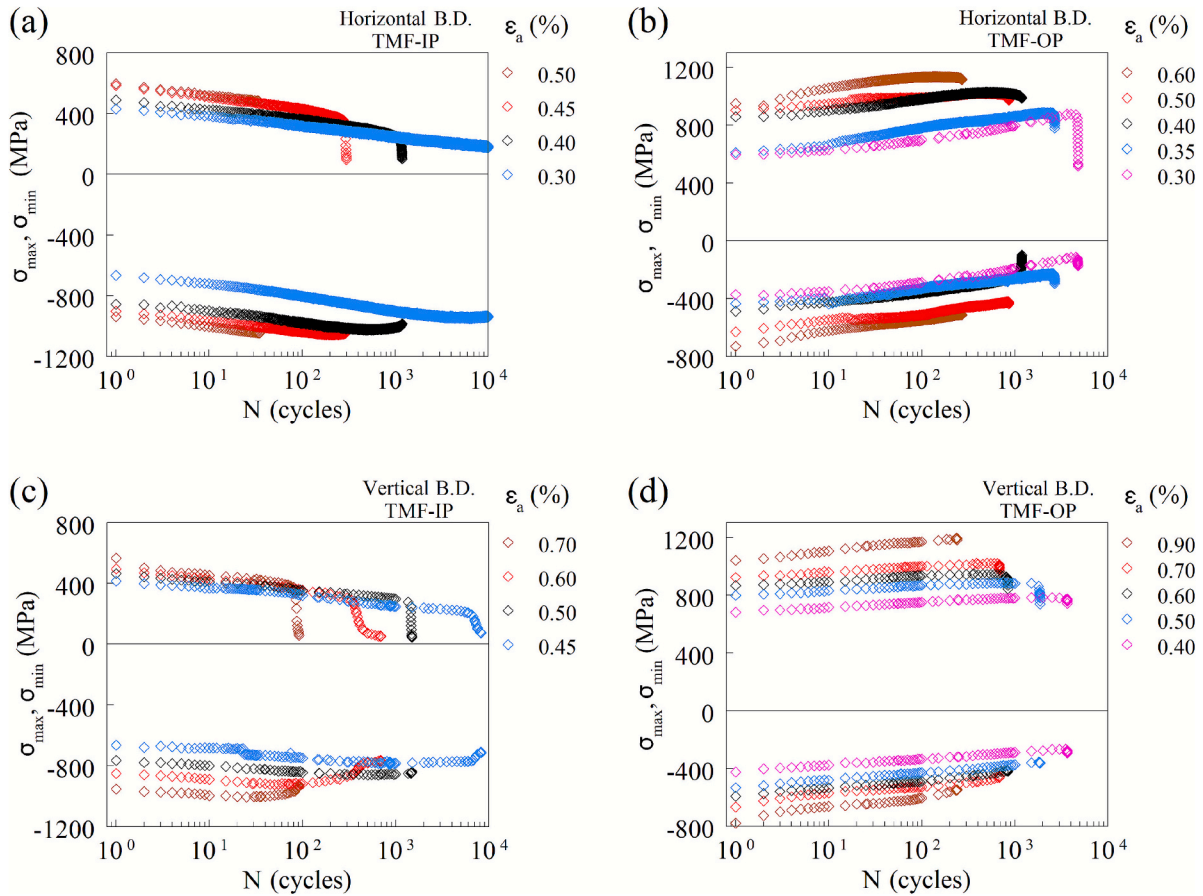 (a)
Horizontal B.D.
TMF-IP
εa (%)
0.50
0.45
0.40
0.30
800
400
0
-400
-800
-1200
σmax, σmin (MPa)
10^0 10^1 10^2 10^3 10^4
N (cycles)
(b)
Horizontal B.D.
TMF-OP
εa (%)
0.60
0.50
0.40
0.35
0.30
1200
800
400
0
-400
-800
σmax, σmin (MPa)
10^0 10^1 10^2 10^3 10^4
N (cycles)
(c)
Vertical B.D.
TMF-IP
εa (%)
0.70
0.60
0.50
0.45
800
400
0
-400
-800
-1200
σmax, σmin (MPa)
10^0 10^1 10^2 10^3 10^4
N (cycles)
(d)
Vertical B.D.
TMF-OP
εa (%)
0.90
0.70
0.60
0.50
0.40
1200
800
400
0
-400
-800
σmax, σmin (MPa)
10^0 10^1 10^2 10^3 10^4
N (cycles)